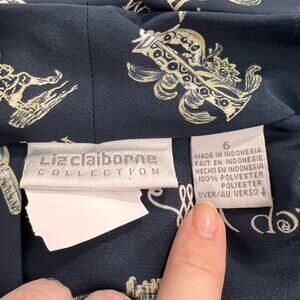 Liz claiborne
COLLECTION
6
MADE IN INDONESIA
FAIT EN INDONESIE
HECHO EN INDONESIA
100% POLYESTER
POLIESTER
OVER/AU VERSO ↓